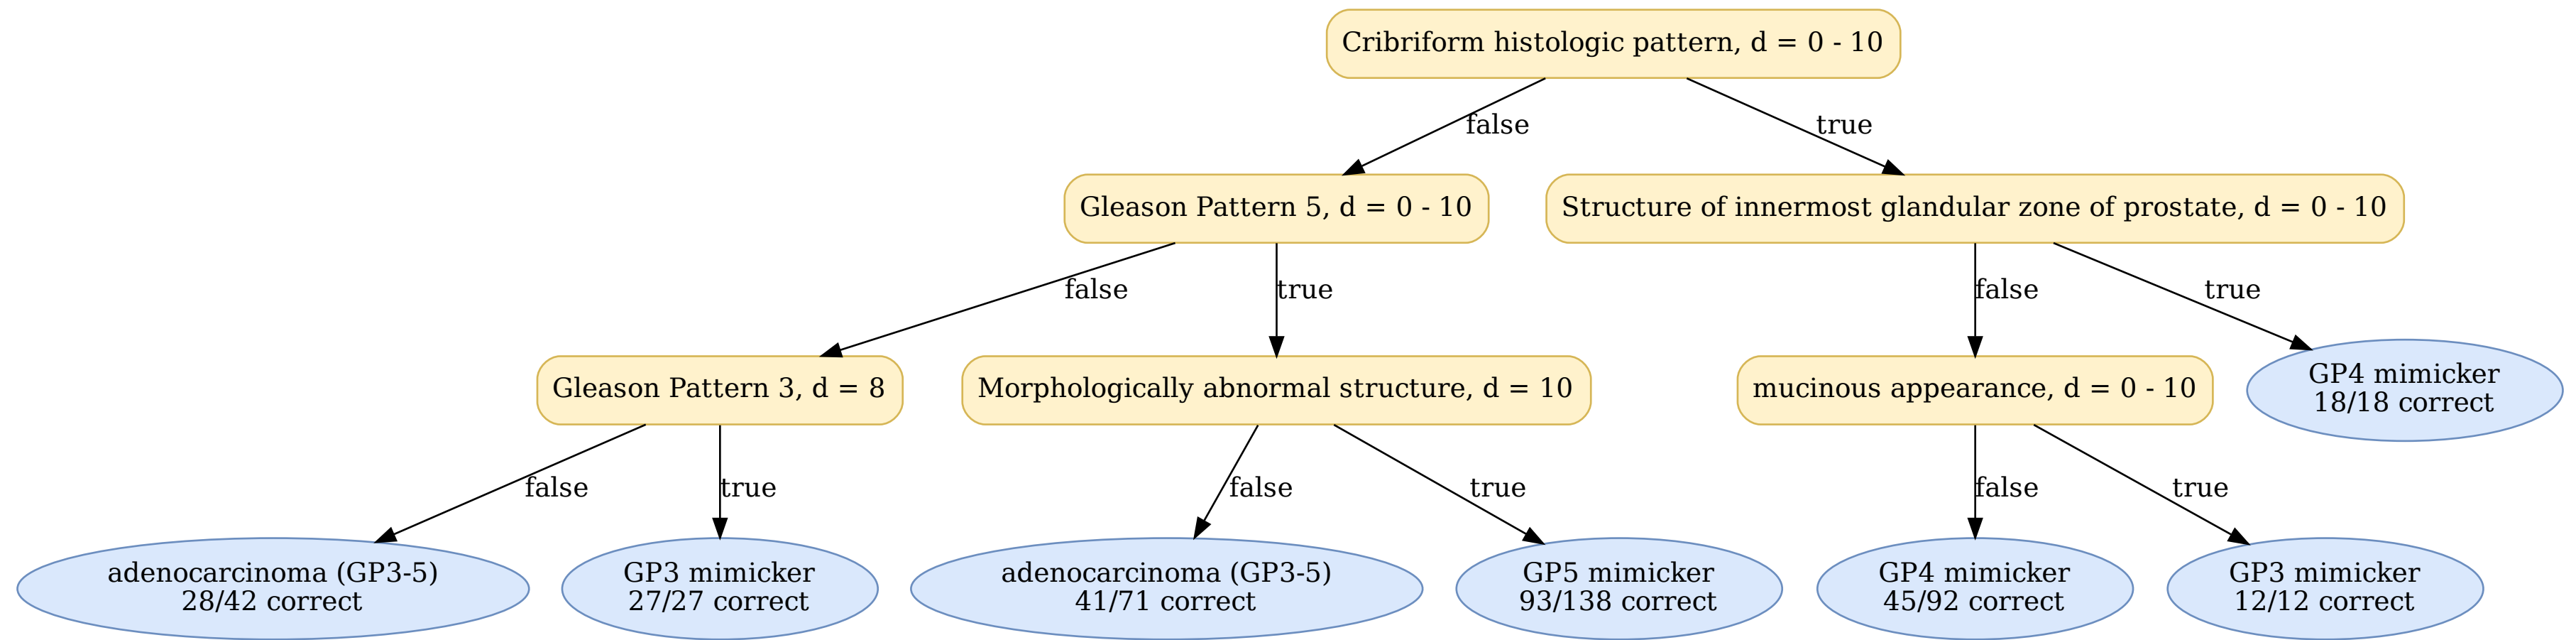 Cribriform histologic pattern, d = 0 - 10
false
true
Gleason Pattern 5, d = 0 - 10
Structure of innermost glandular zone of prostate, d = 0 - 10
false
true
false
true
Gleason Pattern 3, d = 8
Morphologically abnormal structure, d = 10
mucinous appearance, d = 0 - 10
GP4 mimicker
18/18 correct
false
true
false
true
false
true
adenocarcinoma (GP3-5)
28/42 correct
GP3 mimicker
27/27 correct
adenocarcinoma (GP3-5)
41/71 correct
GP5 mimicker
93/138 correct
GP4 mimicker
45/92 correct
GP3 mimicker
12/12 correct